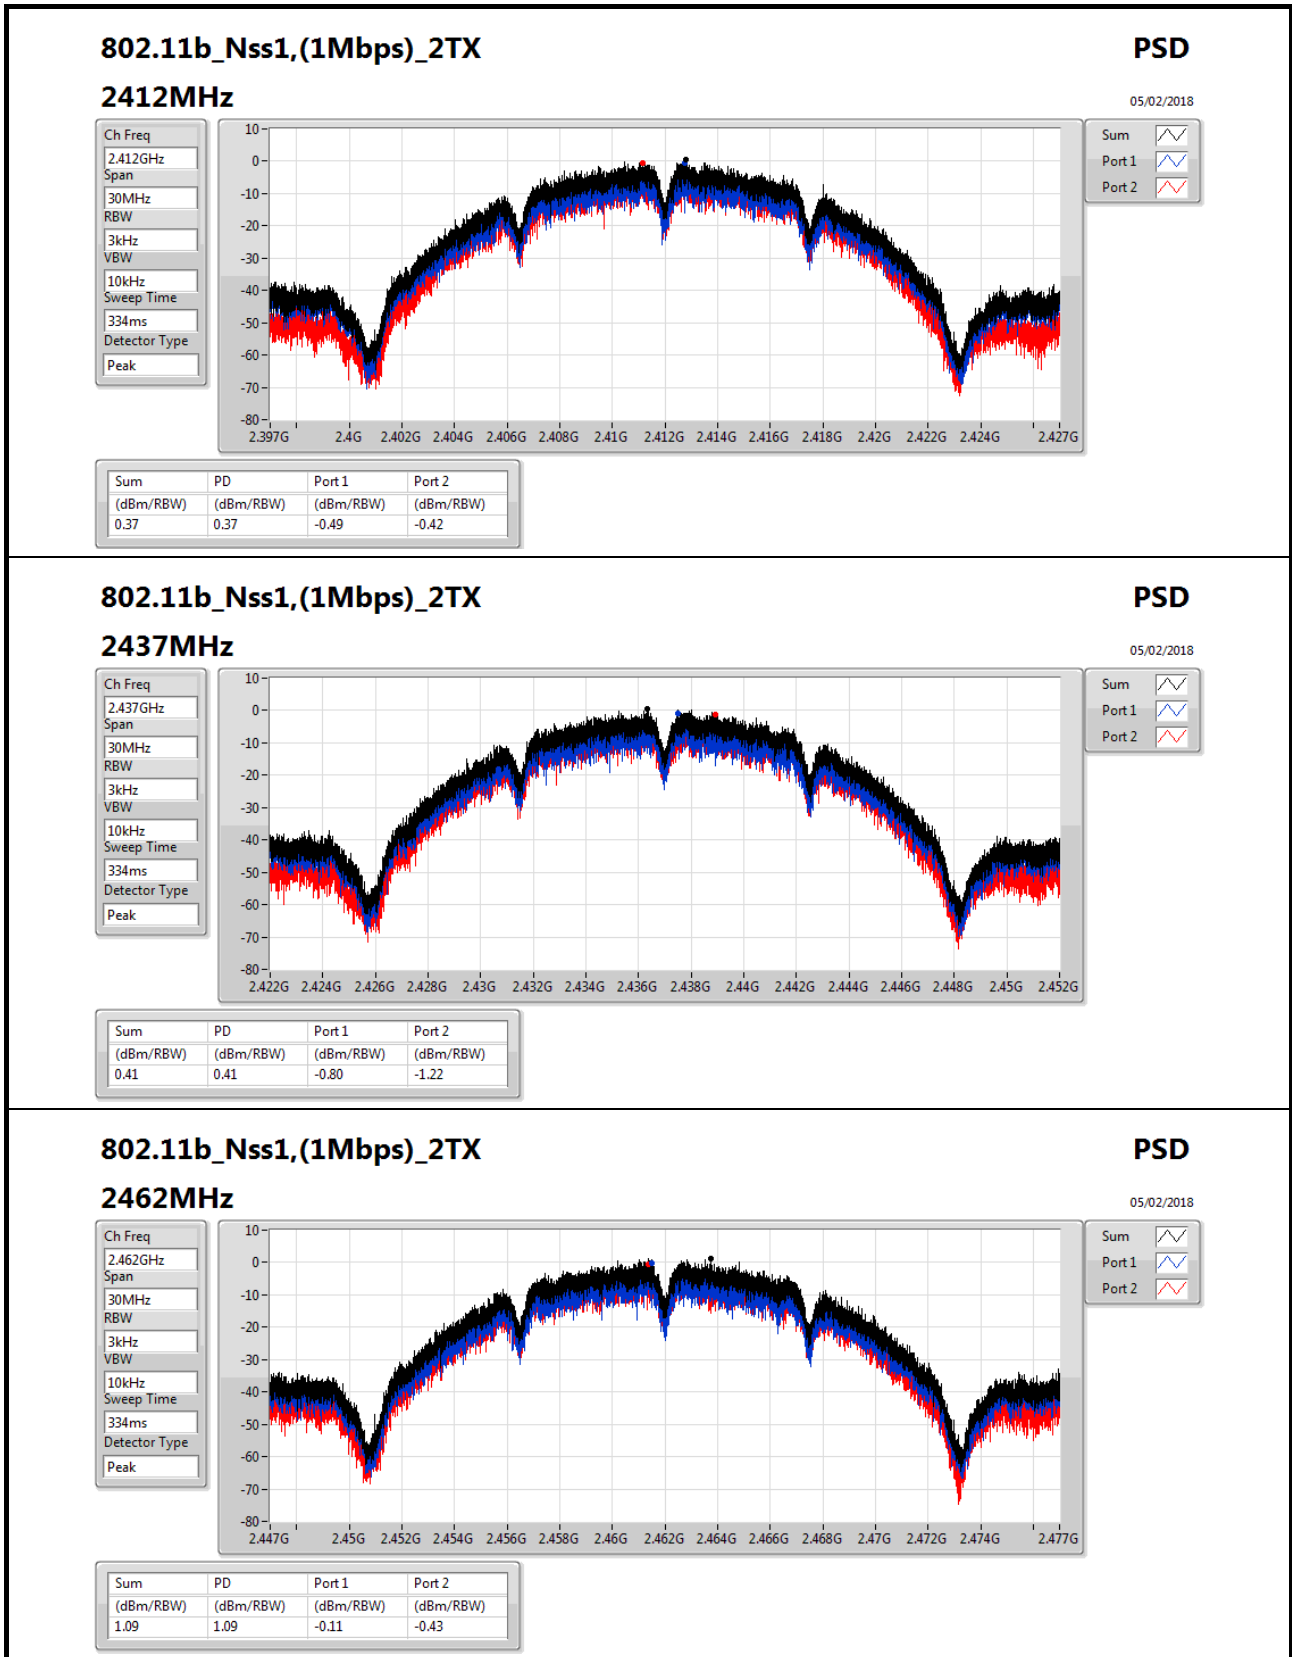 802.11b_Nss1,(1Mbps)_2TX PSD
2412MHz 05/02/2018
Ch Freq
2.412GHz
Span
30MHz
RBW
3kHz
VBW
10kHz
Sweep Time
334ms
Detector Type
Peak
10
0
-10
-20
-30
-40
-50
-60
-70
-80
2.397G 2.4G 2.402G 2.404G 2.406G 2.408G 2.41G 2.412G 2.414G 2.416G 2.418G 2.42G 2.422G 2.424G 2.427G
Sum
Port 1
Port 2
Sum PD Port 1 Port 2
(dBm/RBW) (dBm/RBW) (dBm/RBW) (dBm/RBW)
0.37 0.37 -0.49 -0.42
802.11b_Nss1,(1Mbps)_2TX PSD
2437MHz 05/02/2018
Ch Freq
2.437GHz
Span
30MHz
RBW
3kHz
VBW
10kHz
Sweep Time
334ms
Detector Type
Peak
10
0
-10
-20
-30
-40
-50
-60
-70
-80
2.422G 2.424G 2.426G 2.428G 2.43G 2.432G 2.434G 2.436G 2.438G 2.44G 2.442G 2.444G 2.446G 2.448G 2.45G 2.452G
Sum
Port 1
Port 2
Sum PD Port 1 Port 2
(dBm/RBW) (dBm/RBW) (dBm/RBW) (dBm/RBW)
0.41 0.41 -0.80 -1.22
802.11b_Nss1,(1Mbps)_2TX PSD
2462MHz 05/02/2018
Ch Freq
2.462GHz
Span
30MHz
RBW
3kHz
VBW
10kHz
Sweep Time
334ms
Detector Type
Peak
10
0
-10
-20
-30
-40
-50
-60
-70
-80
2.447G 2.45G 2.452G 2.454G 2.456G 2.458G 2.46G 2.462G 2.464G 2.466G 2.468G 2.47G 2.472G 2.474G 2.477G
Sum
Port 1
Port 2
Sum PD Port 1 Port 2
(dBm/RBW) (dBm/RBW) (dBm/RBW) (dBm/RBW)
1.09 1.09 -0.11 -0.43